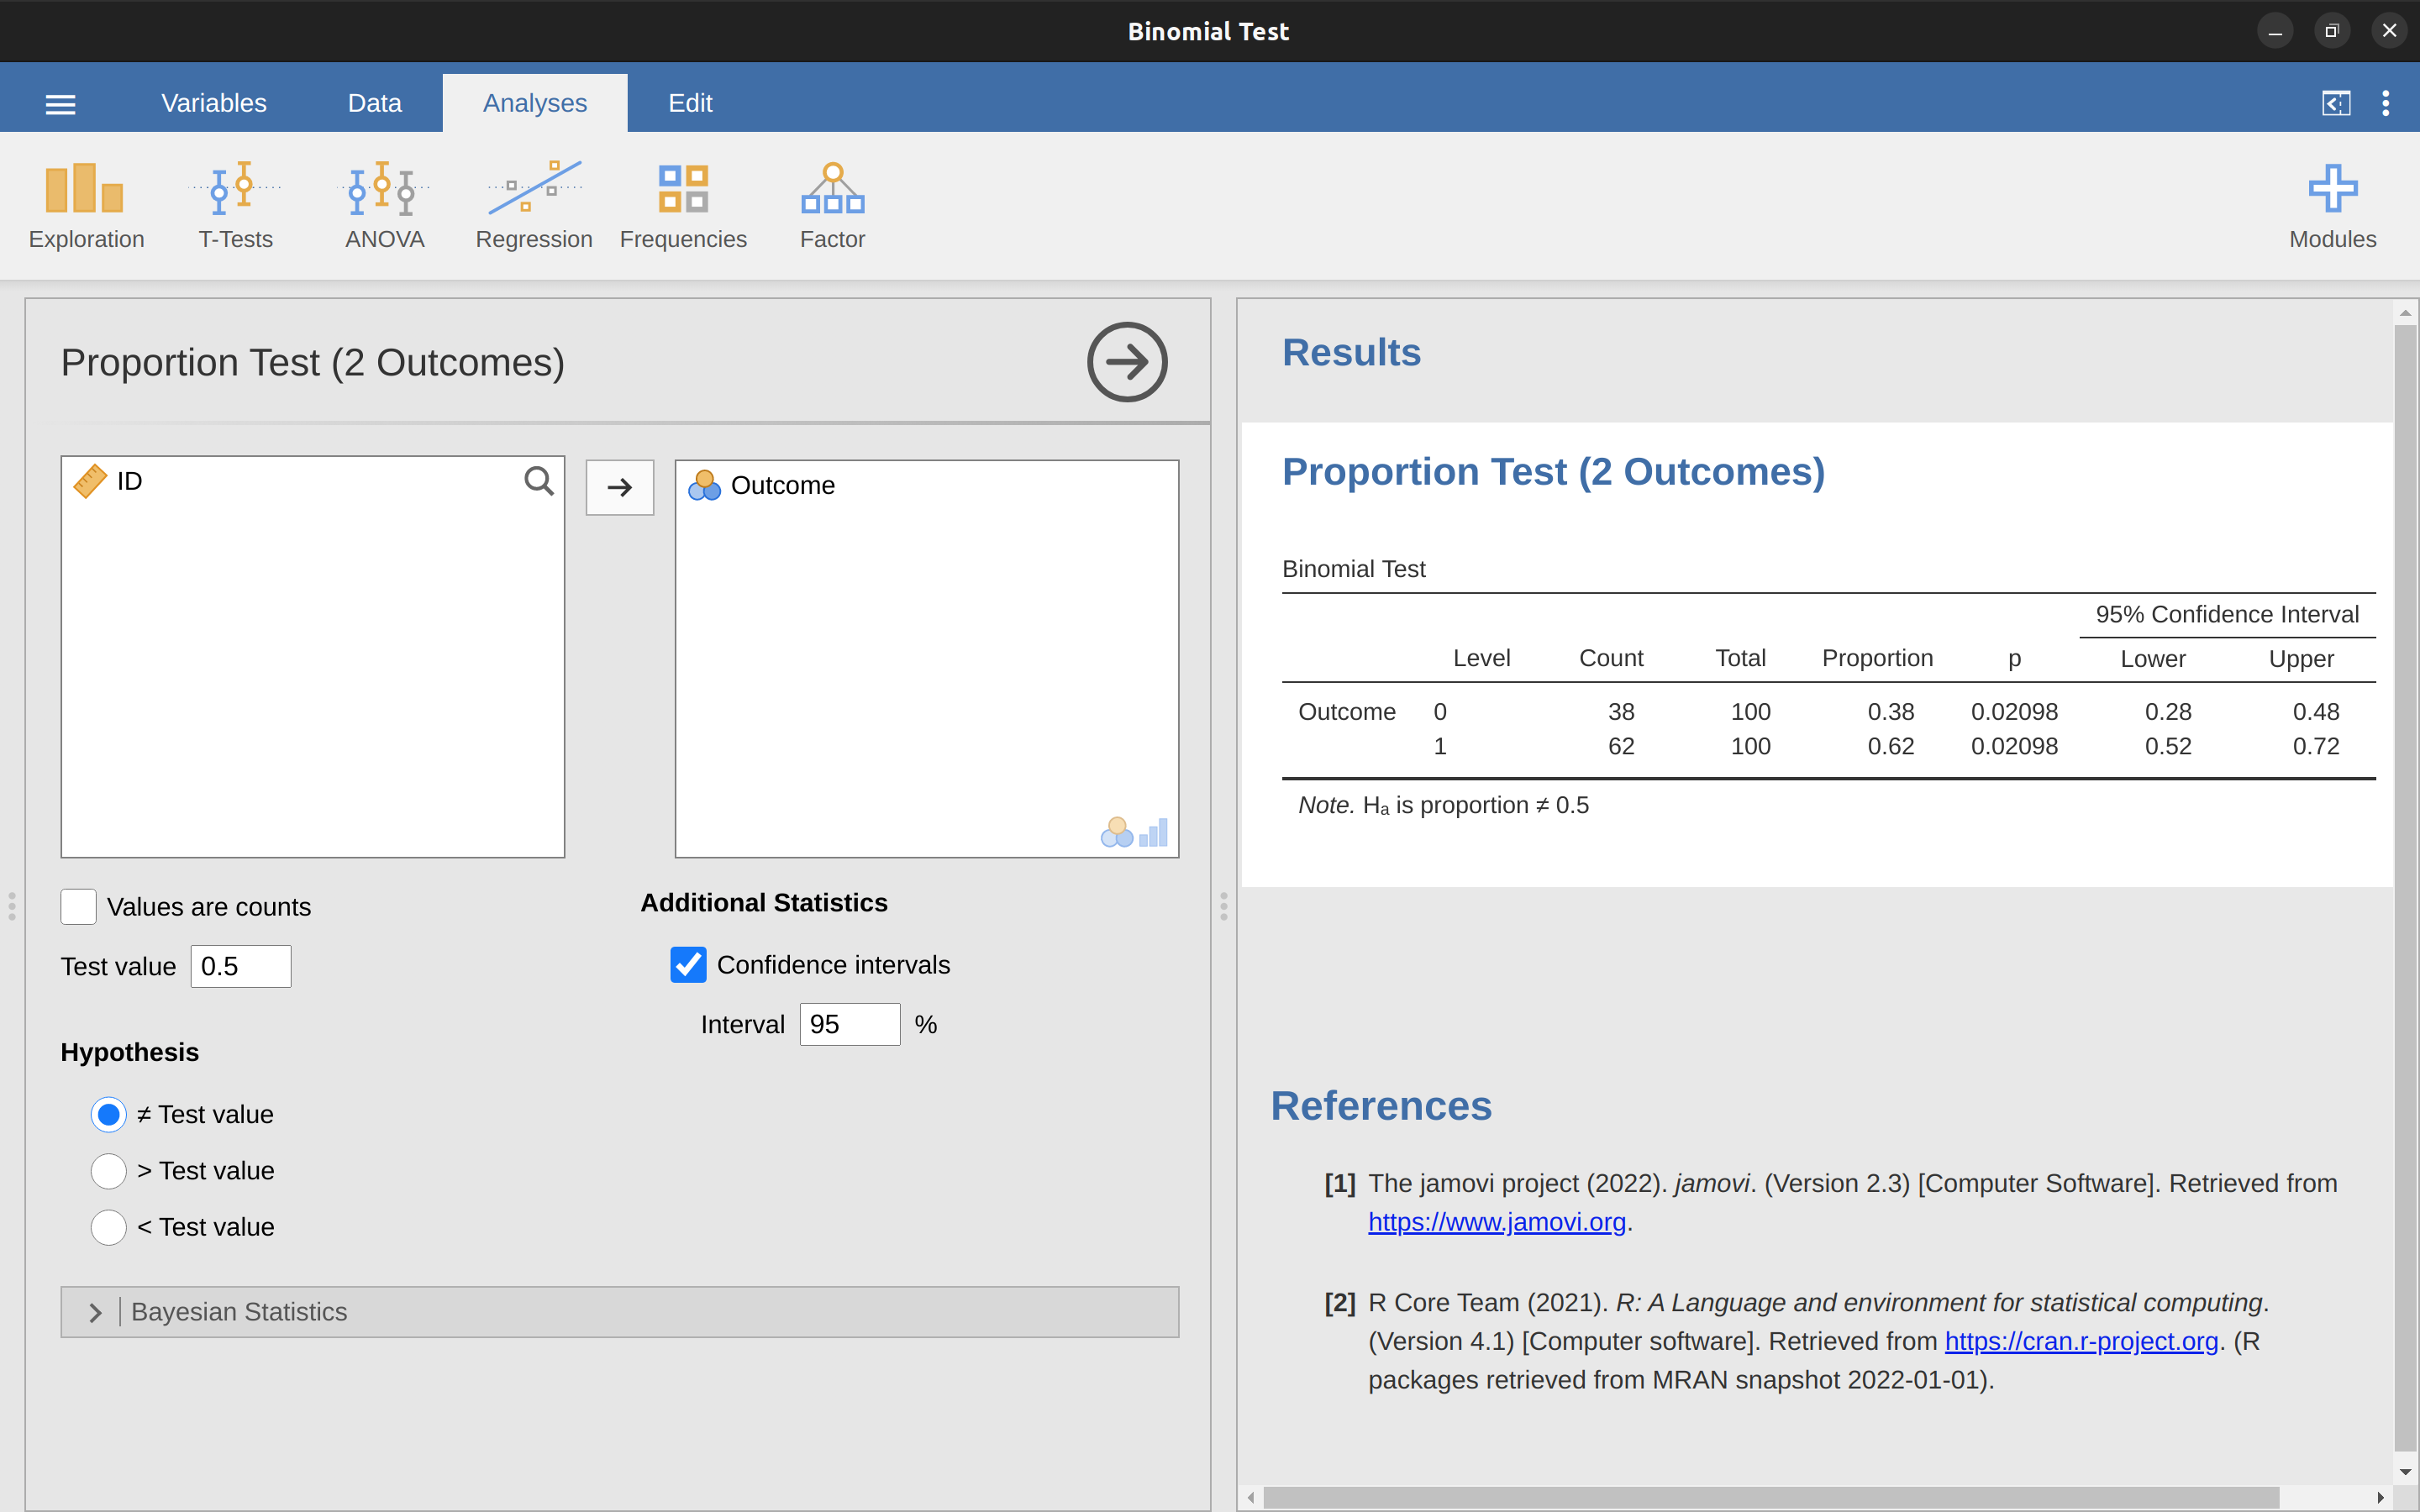 Binomial Test
Variables Data Analyses Edit
Exploration T-Tests ANOVA Regression Frequencies Factor Modules
Proportion Test (2 Outcomes)
ID
Outcome
Values are counts
Test value 0.5
Hypothesis
≠ Test value
> Test value
< Test value
Additional Statistics
Confidence intervals
Interval 95 %
Bayesian Statistics
Results
Proportion Test (2 Outcomes)
Binomial Test
95% Confidence Interval
Level Count Total Proportion p Lower Upper
Outcome 0 38 100 0.38 0.02098 0.28 0.48
1 62 100 0.62 0.02098 0.52 0.72
Note. Hₐ is proportion ≠ 0.5
References
[1] The jamovi project (2022). jamovi. (Version 2.3) [Computer Software]. Retrieved from
https://www.jamovi.org.
[2] R Core Team (2021). R: A Language and environment for statistical computing.
(Version 4.1) [Computer software]. Retrieved from https://cran.r-project.org. (R
packages retrieved from MRAN snapshot 2022-01-01).